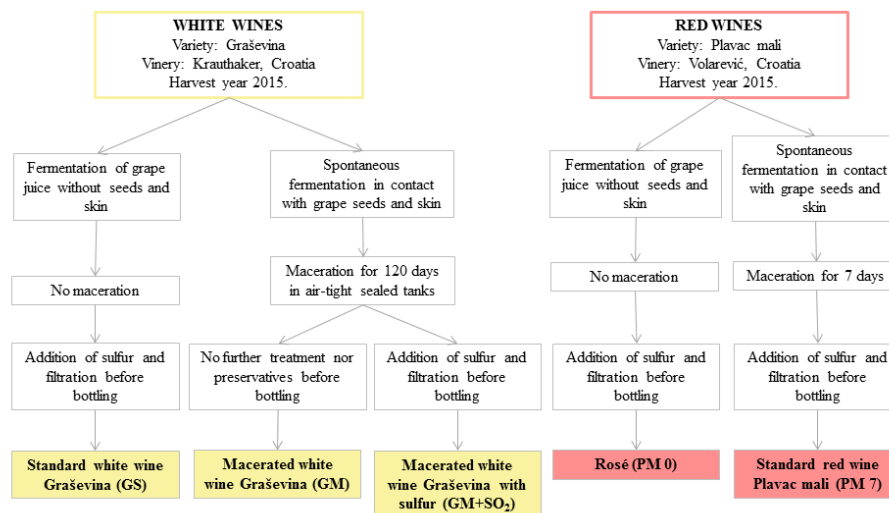 WHITE WINES
Variety: Graševina
Vinery: Krauthaker, Croatia
Harvest year 2015.
RED WINES
Variety: Plavac mali
Vinery: Volarević, Croatia
Harvest year 2015.
Fermentation of grape
juice without seeds and
skin
Spontaneous
fermentation in contact
with grape seeds and skin
Fermentation of grape
juice without seeds and
skin
Spontaneous
fermentation in contact
with grape seeds and
skin
No maceration
Maceration for 120 days
in air-tight sealed tanks
No maceration
Maceration for 7 days
Addition of sulfur and
filtration before
bottling
No further treatment nor
preservatives before
bottling
Addition of sulfur and
filtration before
bottling
Addition of sulfur and
filtration before
bottling
Addition of sulfur and
filtration before
bottling
Standard white wine
Graševina (GS)
Macerated white
wine Graševina (GM)
Macerated white
wine Graševina with
sulfur (GM+SO₂)
Rosé (PM 0)
Standard red wine
Plavac mali (PM 7)